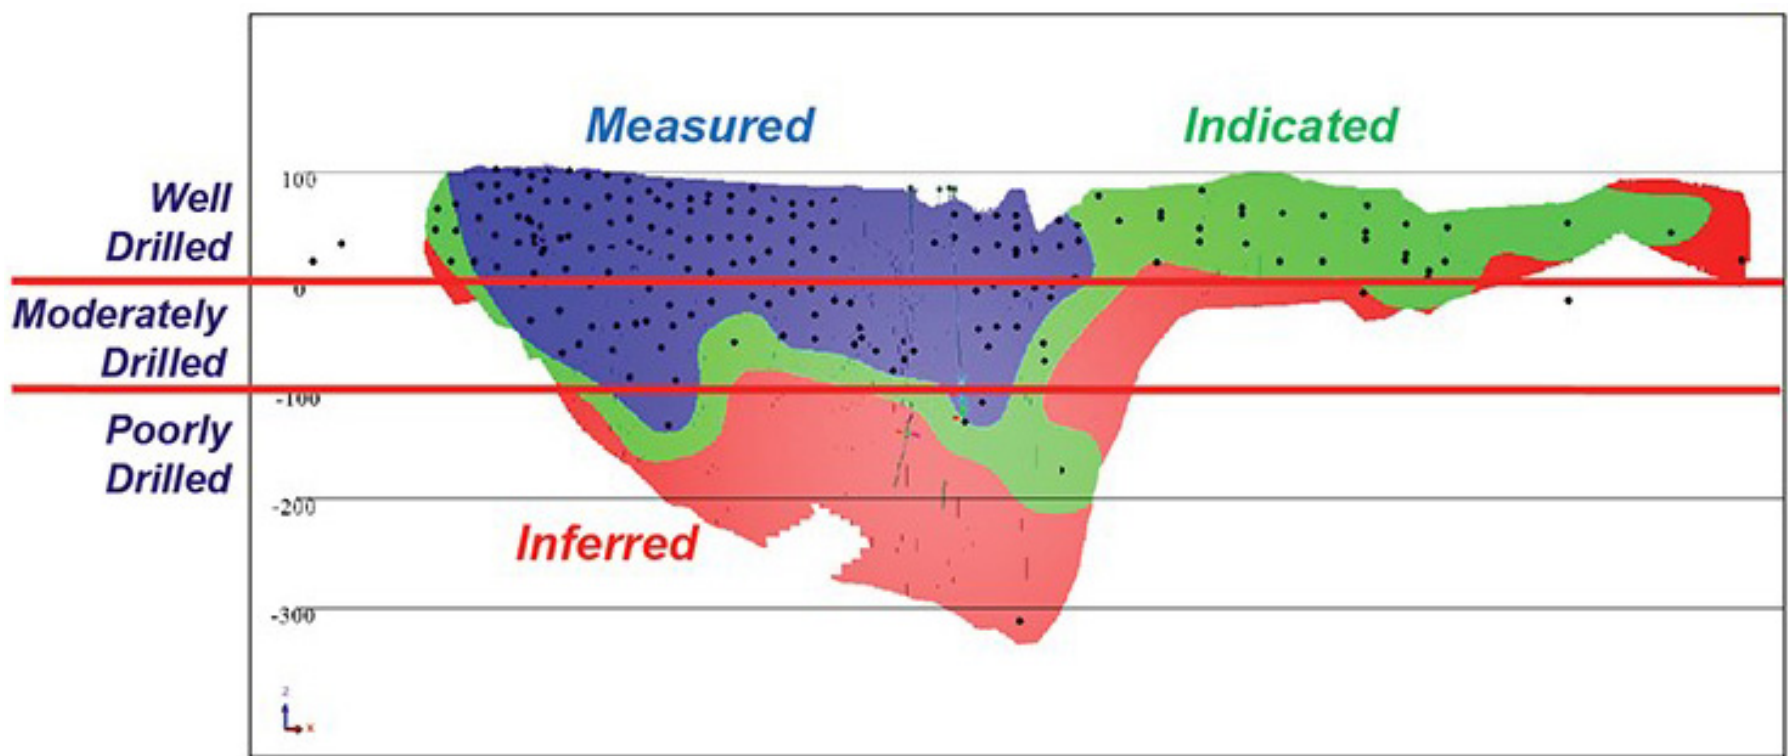 Measured
Indicated
100
Well
Drilled
0
Moderately
Drilled
-100
Poorly
Drilled
-200
Inferred
-300
z
x